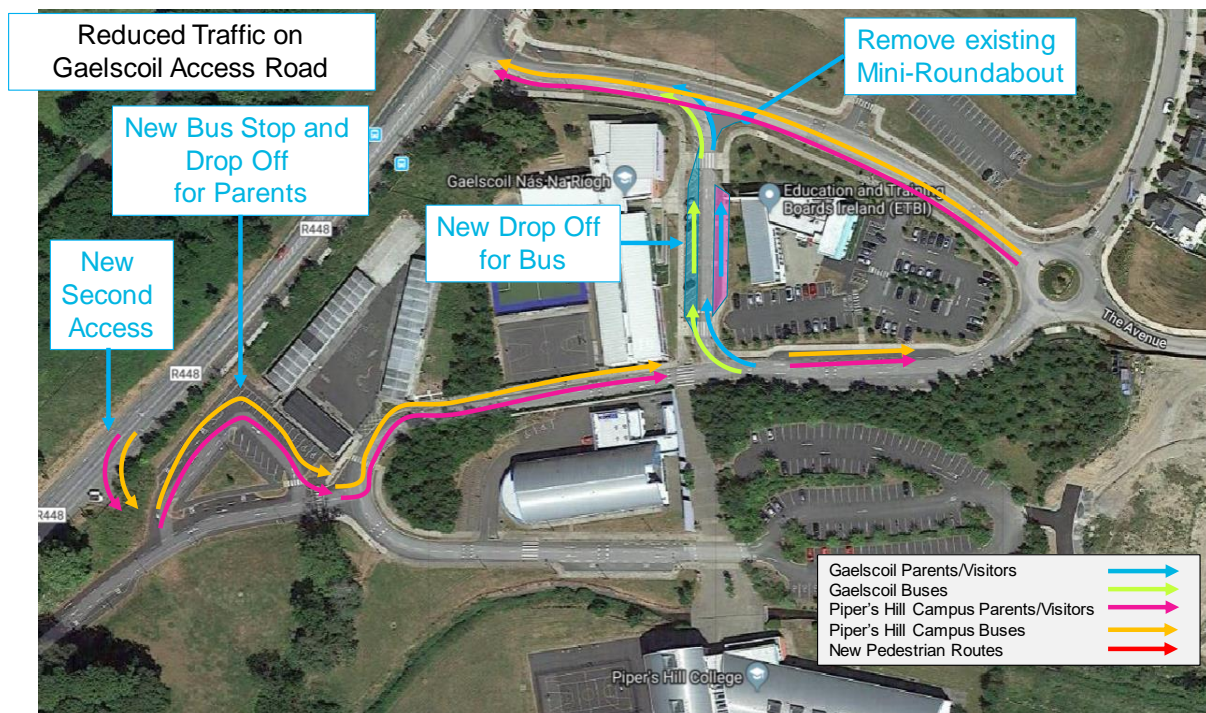 Reduced Traffic on
Gaelscoil Access Road
Remove existing
Mini-Roundabout
New Bus Stop and
Drop Off
for Parents
Gaelscoil Nás Na Ríogh
Education and Training
Boards Ireland (ETBI)
New Drop Off
for Bus
R448
New
Second
Access
The Avenue
R448
R448
Gaelscoil Parents/Visitors
Gaelscoil Buses
Piper's Hill Campus Parents/Visitors
Piper's Hill Campus Buses
New Pedestrian Routes
Piper's Hill College